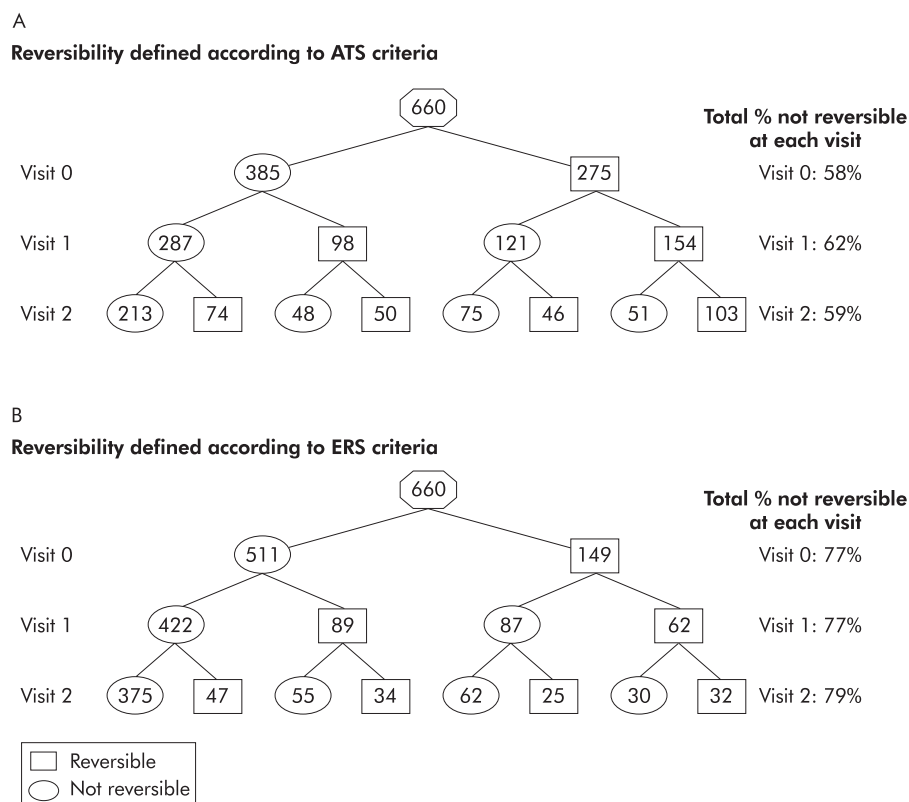 A
Reversibility defined according to ATS criteria
660
Total % not reversible
at each visit
Visit 0 385 275 Visit 0: 58%
Visit 1 287 98 121 154 Visit 1: 62%
Visit 2 213 74 48 50 75 46 51 103 Visit 2: 59%
B
Reversibility defined according to ERS criteria
660
Total % not reversible
at each visit
Visit 0 511 149 Visit 0: 77%
Visit 1 422 89 87 62 Visit 1: 77%
Visit 2 375 47 55 34 62 25 30 32 Visit 2: 79%
Reversible
Not reversible